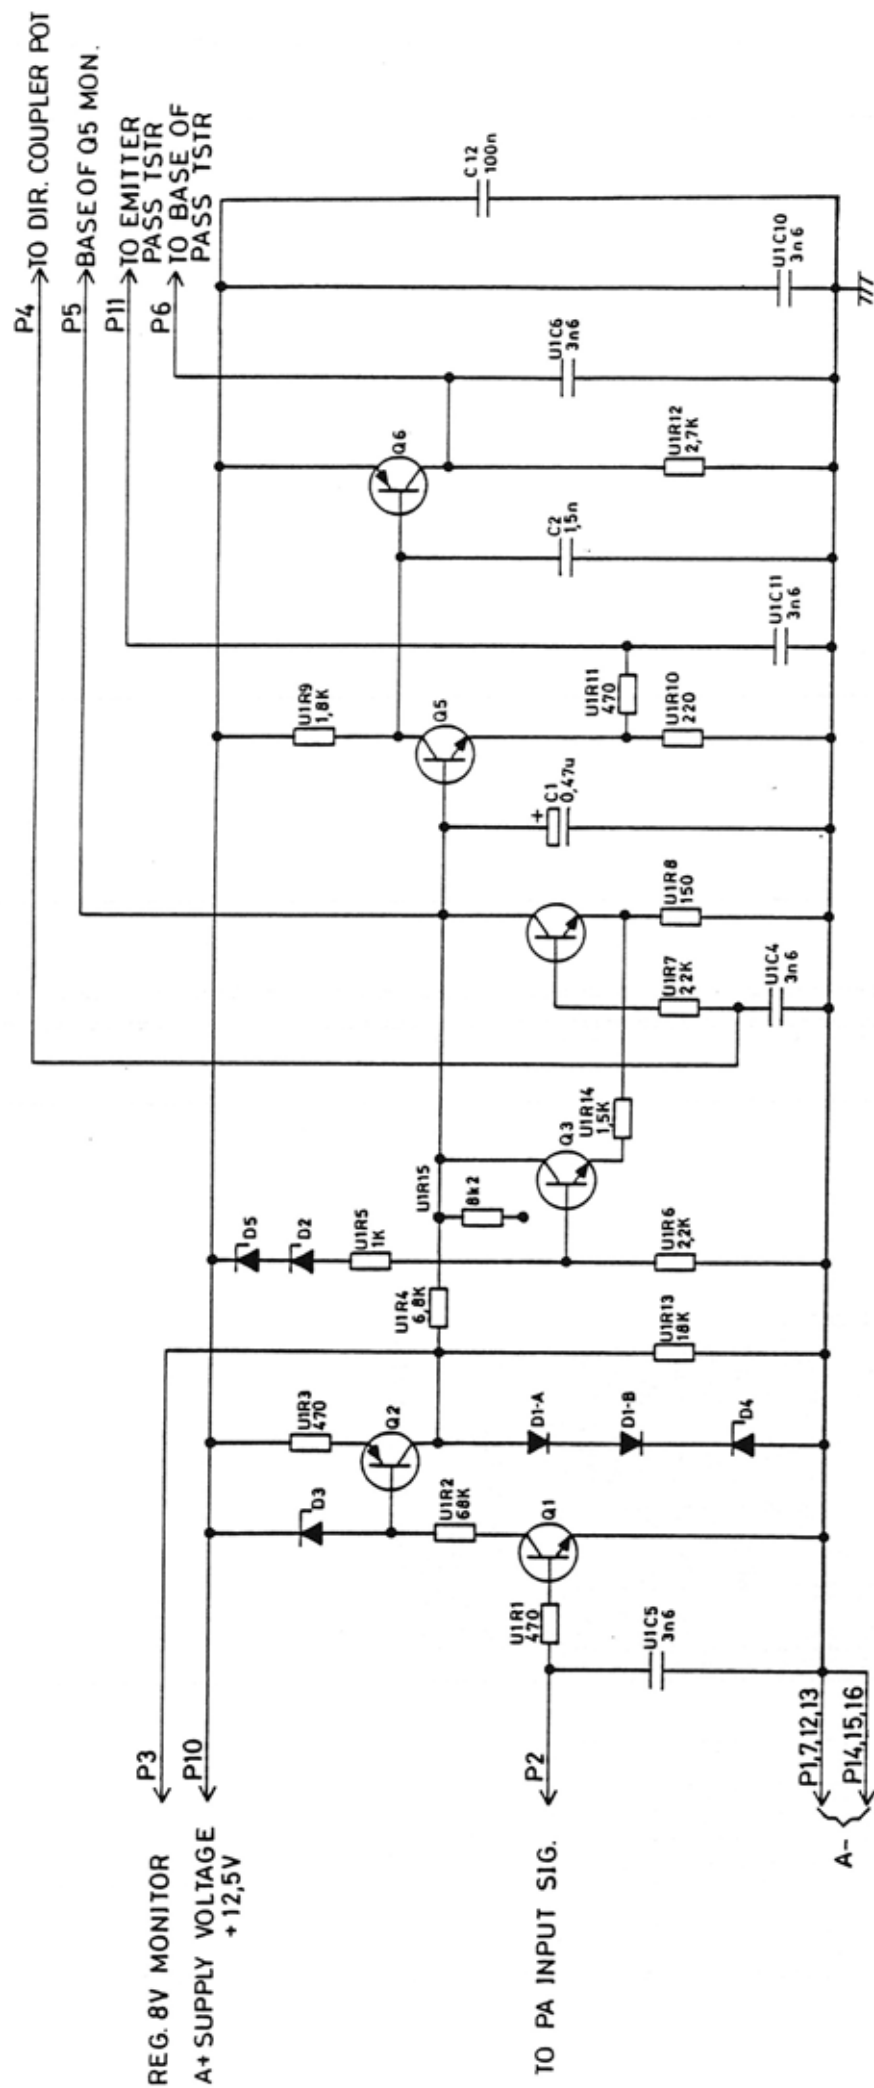 P4
TO DIR. COUPLER POT
P5
BASE OF Q5 MON.
P11
TO EMITTER
PASS TSTR
P6
TO BASE OF
PASS TSTR
REG. 8V MONITOR
P3
A+ SUPPLY VOLTAGE
+12,5V
P10
TO PA INPUT SIG.
P2
A-
P1,7,12,13
P14,15,16
U1R1
470
U1C5
3n6
Q1
D3
U1R2
68K
U1R3
470
Q2
D1-A
D1-B
D4
U1R13
18K
U1R4
6,8K
D5
D2
U1R5
1K
U1R6
2,2K
U1R15
8k2
Q3
U1R14
1,5K
U1R7
2,2K
U1C4
3n6
U1R8
150
+
C1
0,47u
U1R9
1,8K
Q5
U1R11
470
U1R10
220
U1C11
3n6
C2
1,5n
Q6
U1R12
2,7K
U1C6
3n6
U1C10
3n6
C12
100n